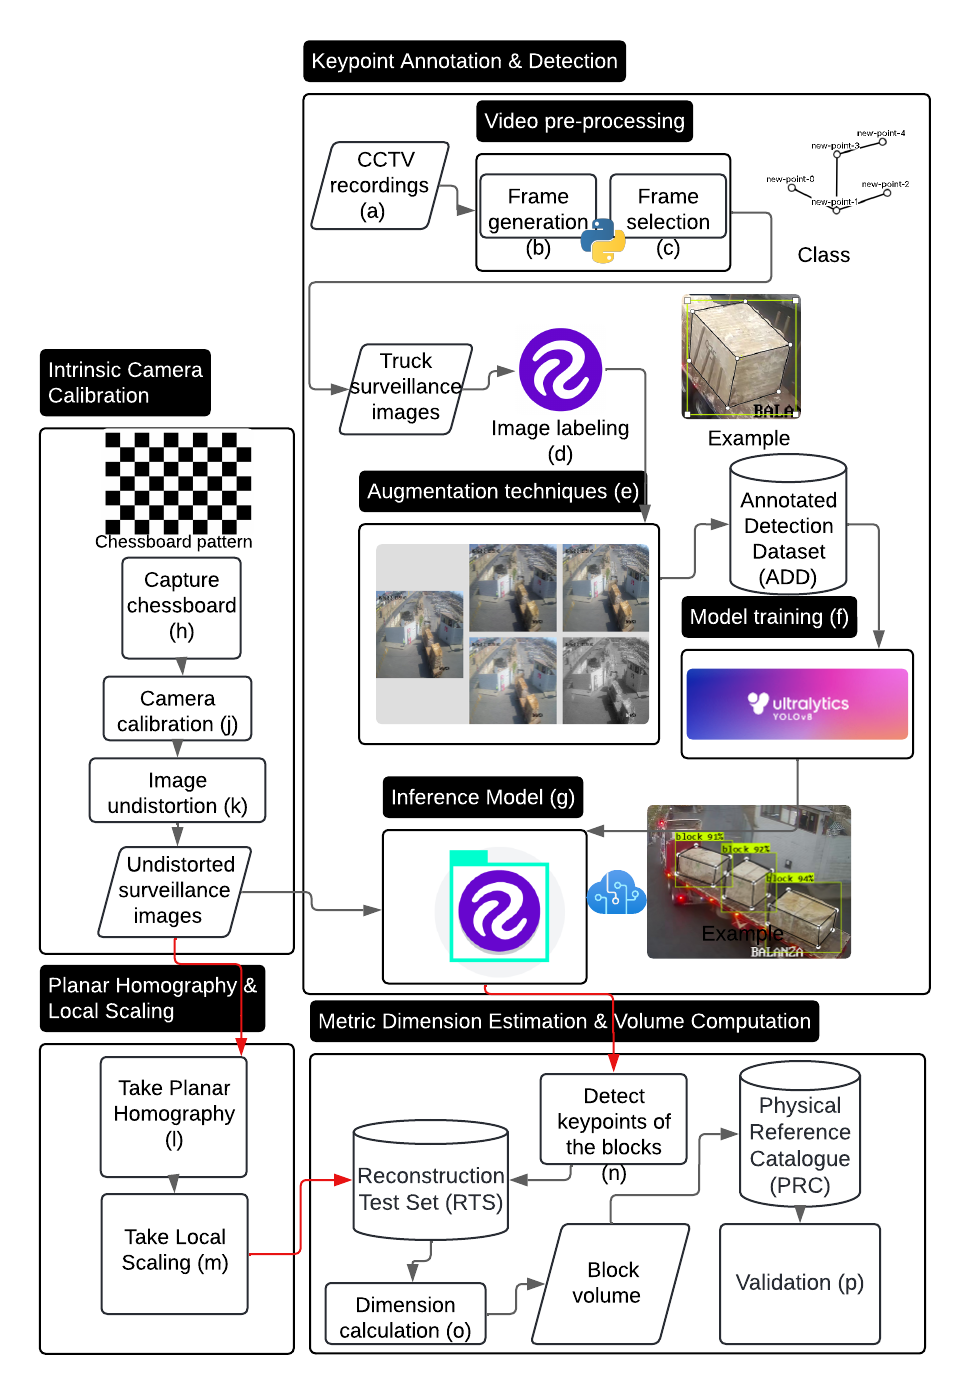 Keypoint Annotation & Detection
Video pre-processing
CCTV
recordings
(a)
Frame
generation
(b)
Frame
selection
(c)
new-point-4
new-point-3
new-point-0
new-point-2
new-point-1
Class
Truck
surveillance
images
Image labeling
(d)
BALAN
Example
Augmentation techniques (e)
Annotated
Detection
Dataset
(ADD)
Model training (f)
ultralytics
YOLOv8
Inference Model (g)
block 91%
block 92%
block 94%
Example
BALANZA
Intrinsic Camera
Calibration
Chessboard pattern
Capture
chessboard
(h)
Camera
calibration (j)
Image
undistortion (k)
Undistorted
surveillance
images
Planar Homography &
Local Scaling
Take Planar
Homography
(l)
Take Local
Scaling (m)
Metric Dimension Estimation & Volume Computation
Detect
keypoints of
the blocks
(n)
Reconstruction
Test Set (RTS)
Dimension
calculation (o)
Block
volume
Physical
Reference
Catalogue
(PRC)
Validation (p)